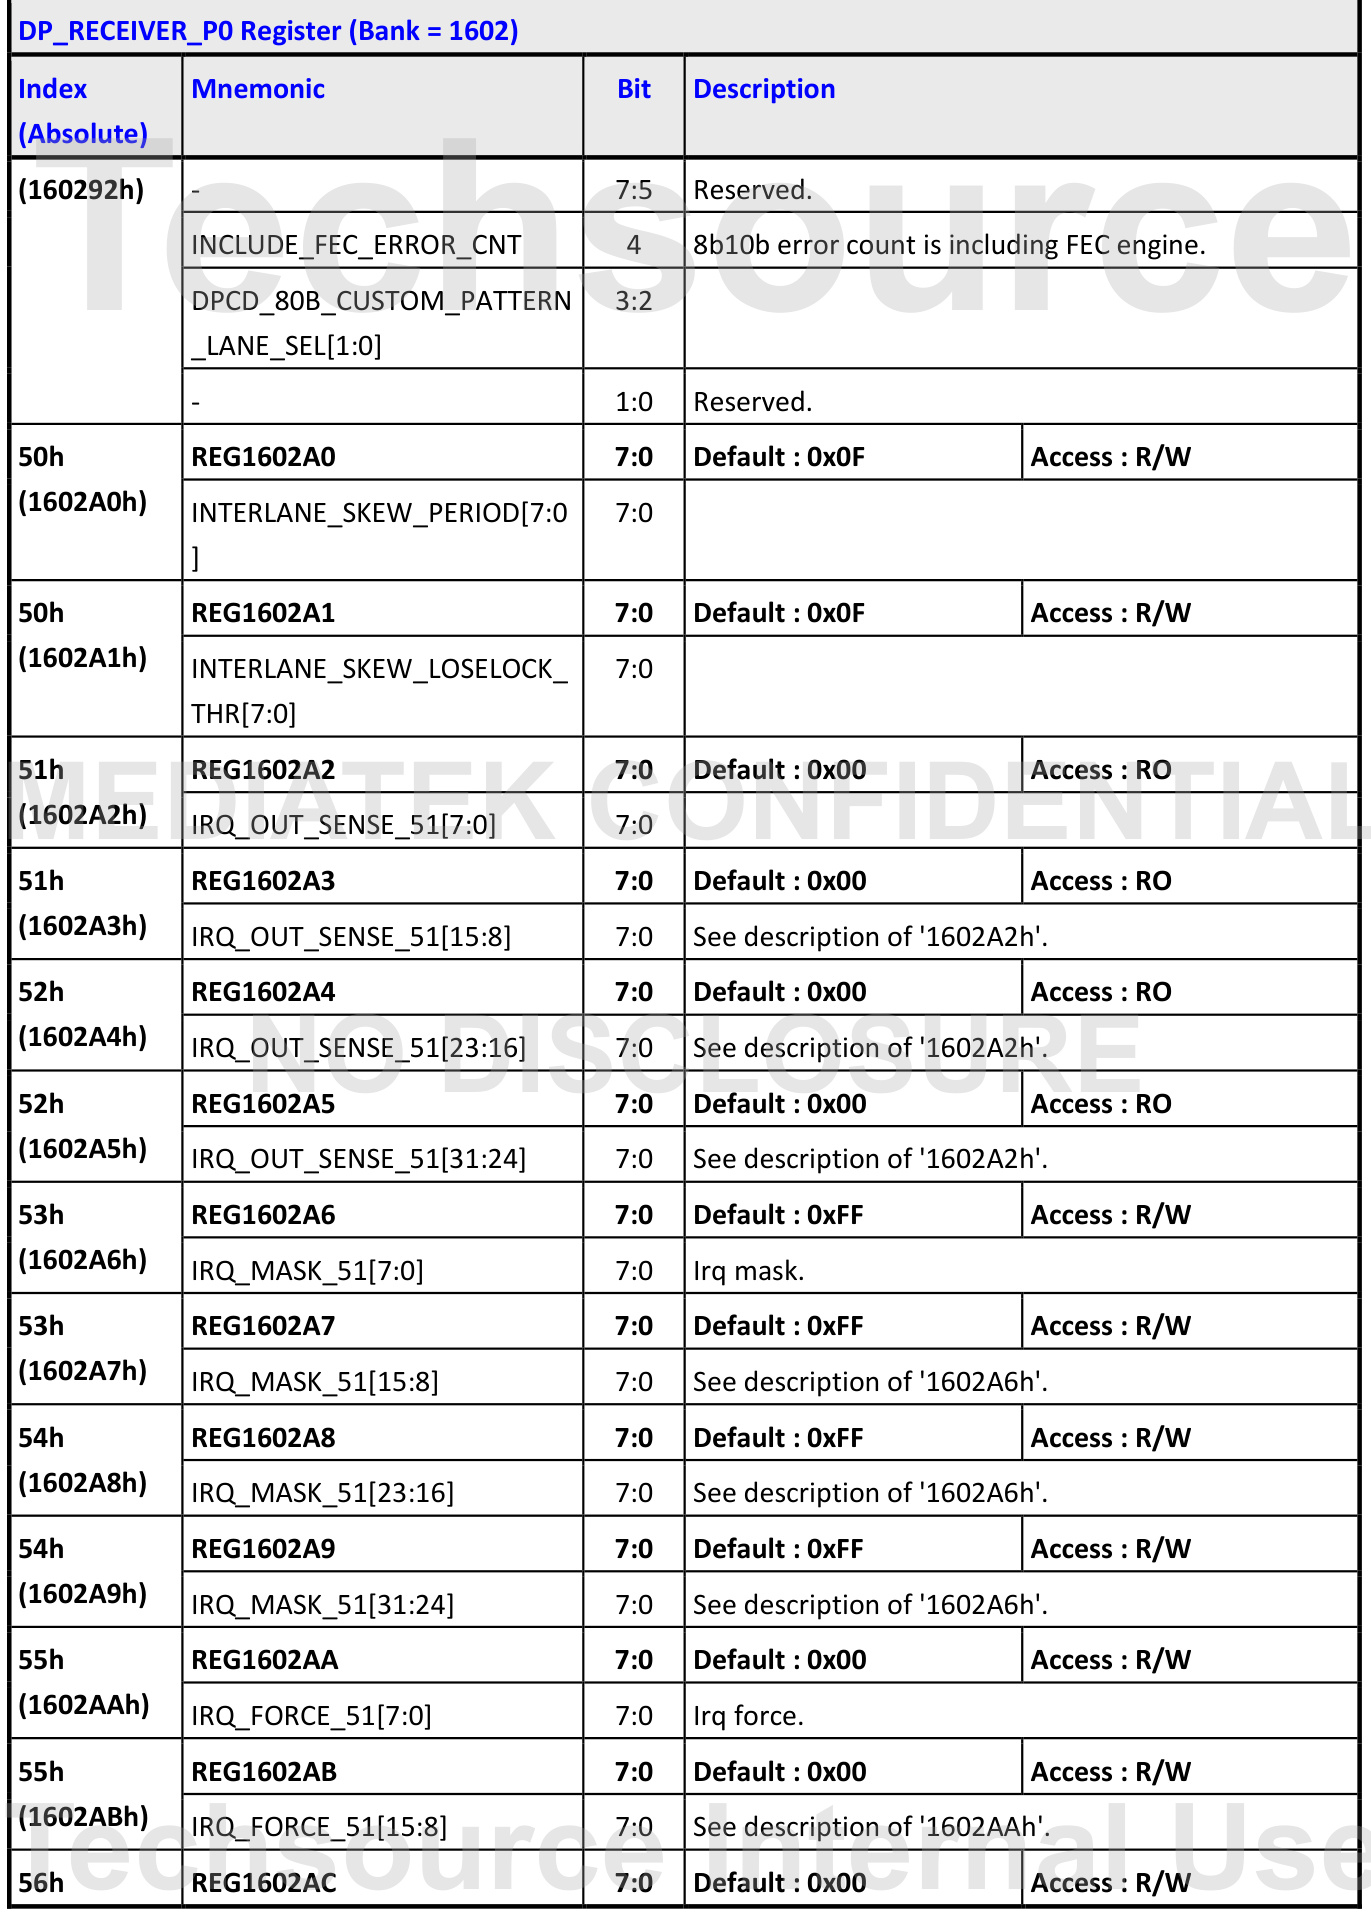 DP_RECEIVER_P0 Register (Bank = 1602)
Index (Absolute) Mnemonic Bit Description
(160292h) - 7:5 Reserved.
INCLUDE_FEC_ERROR_CNT 4 8b10b error count is including FEC engine.
DPCD_80B_CUSTOM_PATTERN 3:2
_LANE_SEL[1:0]
- 1:0 Reserved.
50h REG1602A0 7:0 Default : 0x0F Access : R/W
(1602A0h)
INTERLANE_SKEW_PERIOD[7:0 7:0
]
50h REG1602A1 7:0 Default : 0x0F Access : R/W
(1602A1h)
INTERLANE_SKEW_LOSELOCK_ 7:0
THR[7:0]
51h REG1602A2 7:0 Default : 0x00 Access : RO
(1602A2h)
IRQ_OUT_SENSE_51[7:0] 7:0
51h REG1602A3 7:0 Default : 0x00 Access : RO
(1602A3h)
IRQ_OUT_SENSE_51[15:8] 7:0 See description of '1602A2h'.
52h REG1602A4 7:0 Default : 0x00 Access : RO
(1602A4h)
IRQ_OUT_SENSE_51[23:16] 7:0 See description of '1602A2h'.
52h REG1602A5 7:0 Default : 0x00 Access : RO
(1602A5h)
IRQ_OUT_SENSE_51[31:24] 7:0 See description of '1602A2h'.
53h REG1602A6 7:0 Default : 0xFF Access : R/W
(1602A6h)
IRQ_MASK_51[7:0] 7:0 Irq mask.
53h REG1602A7 7:0 Default : 0xFF Access : R/W
(1602A7h)
IRQ_MASK_51[15:8] 7:0 See description of '1602A6h'.
54h REG1602A8 7:0 Default : 0xFF Access : R/W
(1602A8h)
IRQ_MASK_51[23:16] 7:0 See description of '1602A6h'.
54h REG1602A9 7:0 Default : 0xFF Access : R/W
(1602A9h)
IRQ_MASK_51[31:24] 7:0 See description of '1602A6h'.
55h REG1602AA 7:0 Default : 0x00 Access : R/W
(1602AAh)
IRQ_FORCE_51[7:0] 7:0 Irq force.
55h REG1602AB 7:0 Default : 0x00 Access : R/W
(1602ABh)
IRQ_FORCE_51[15:8] 7:0 See description of '1602AAh'.
56h REG1602AC 7:0 Default : 0x00 Access : R/W
Techsource
MEDIATEK CONFIDENTIAL
NO DISCLOSURE
Techsource Internal Use